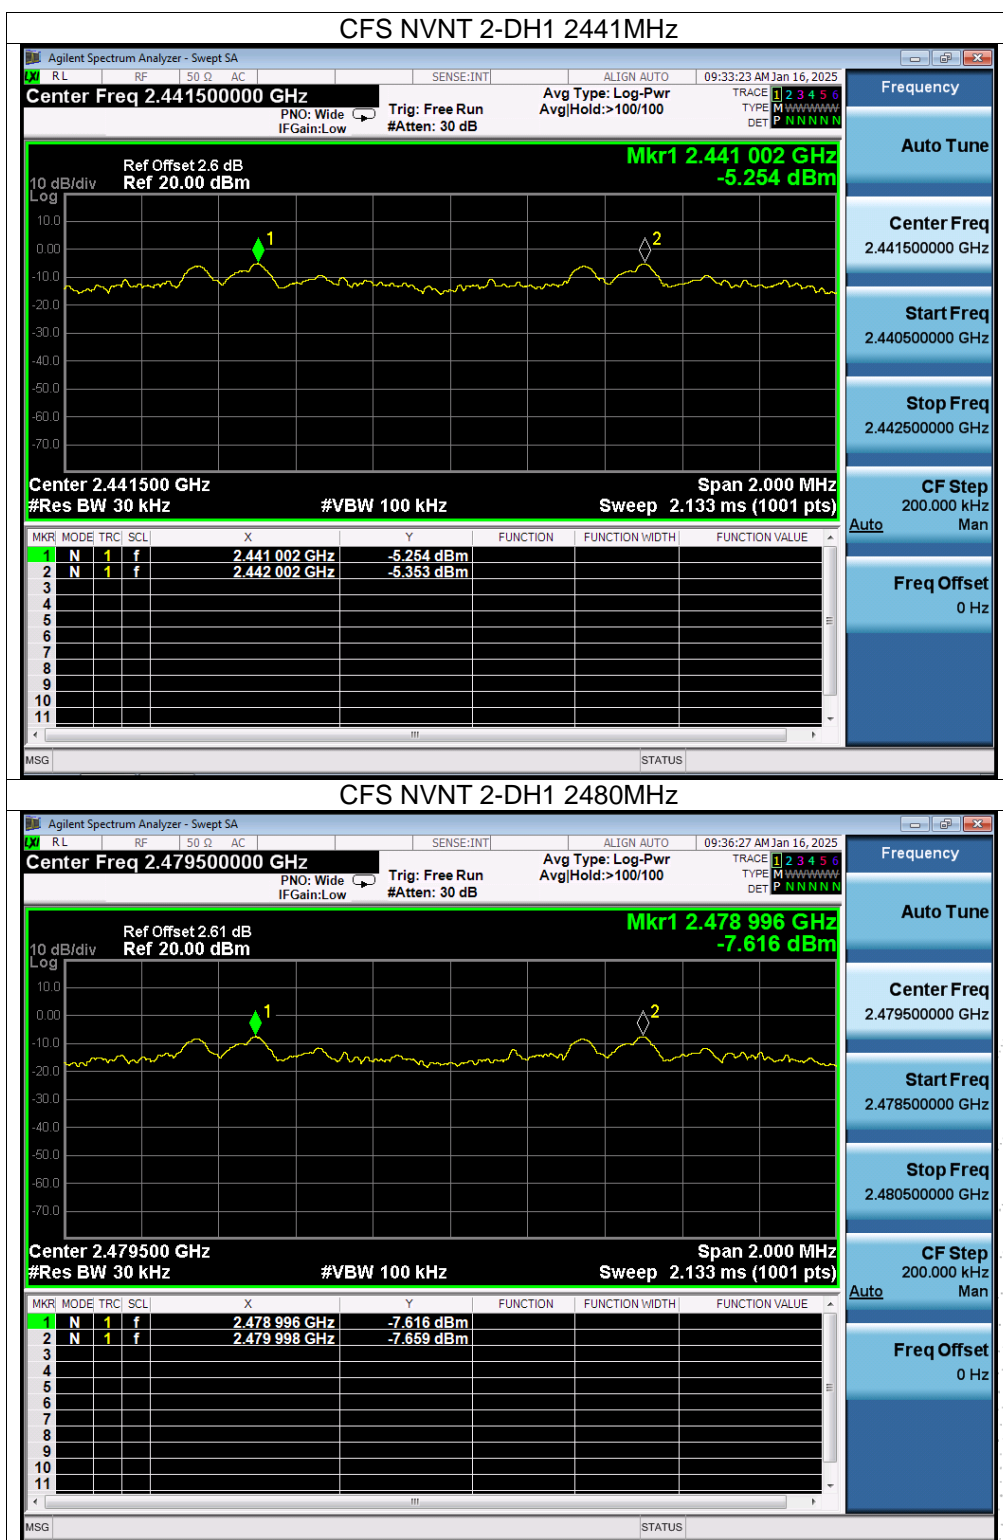 CFS NVNT 2-DH1 2441MHz
Agilent Spectrum Analyzer - Swept SA
LXI RL RF 50 Ω AC SENSE:INT ALIGN AUTO 09:33:23 AM Jan 16, 2025
Center Freq 2.441500000 GHz
PNO: Wide
IFGain:Low
Trig: Free Run
#Atten: 30 dB
Avg Type: Log-Pwr
Avg|Hold:>100/100
TRACE 1 2 3 4 5 6
TYPE M W W W W W
DET P N N N N N
Mkr1 2.441 002 GHz
-5.254 dBm
Ref Offset 2.6 dB
10 dB/div Ref 20.00 dBm
Log
10.0
0.00
-10.0
-20.0
-30.0
-40.0
-50.0
-60.0
-70.0
1
2
Center 2.441500 GHz Span 2.000 MHz
#Res BW 30 kHz #VBW 100 kHz Sweep 2.133 ms (1001 pts)
MKR MODE TRC SCL X Y FUNCTION FUNCTION WIDTH FUNCTION VALUE
1 N 1 f 2.441 002 GHz -5.254 dBm
2 N 1 f 2.442 002 GHz -5.353 dBm
3
4
5
6
7
8
9
10
11
MSG STATUS
Frequency
Auto Tune
Center Freq
2.441500000 GHz
Start Freq
2.440500000 GHz
Stop Freq
2.442500000 GHz
CF Step
200.000 kHz
Auto Man
Freq Offset
0 Hz
CFS NVNT 2-DH1 2480MHz
Agilent Spectrum Analyzer - Swept SA
LXI RL RF 50 Ω AC SENSE:INT ALIGN AUTO 09:36:27 AM Jan 16, 2025
Center Freq 2.479500000 GHz
PNO: Wide
IFGain:Low
Trig: Free Run
#Atten: 30 dB
Avg Type: Log-Pwr
Avg|Hold:>100/100
TRACE 1 2 3 4 5 6
TYPE M W W W W W
DET P N N N N N
Mkr1 2.478 996 GHz
-7.616 dBm
Ref Offset 2.61 dB
10 dB/div Ref 20.00 dBm
Log
10.0
0.00
-10.0
-20.0
-30.0
-40.0
-50.0
-60.0
-70.0
1
2
Center 2.479500 GHz Span 2.000 MHz
#Res BW 30 kHz #VBW 100 kHz Sweep 2.133 ms (1001 pts)
MKR MODE TRC SCL X Y FUNCTION FUNCTION WIDTH FUNCTION VALUE
1 N 1 f 2.478 996 GHz -7.616 dBm
2 N 1 f 2.479 998 GHz -7.659 dBm
3
4
5
6
7
8
9
10
11
MSG STATUS
Frequency
Auto Tune
Center Freq
2.479500000 GHz
Start Freq
2.478500000 GHz
Stop Freq
2.480500000 GHz
CF Step
200.000 kHz
Auto Man
Freq Offset
0 Hz